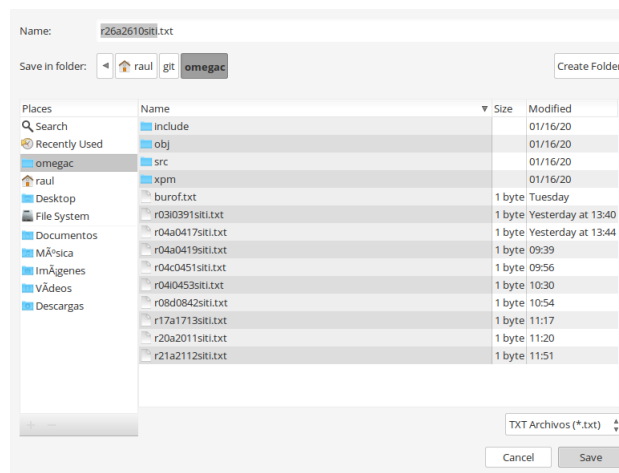 Name: r26a2610siti.txt
Save in folder: raul git omegac Create Folder
Places Name Size Modified
Search include 01/16/20
Recently Used obj 01/16/20
omegac src 01/16/20
raul xpm 01/16/20
Desktop burof.txt 1 byte Tuesday
File System r03i0391siti.txt 1 byte Yesterday at 13:40
Documentos r04a0417siti.txt 1 byte Yesterday at 13:44
MÃºsica r04a0419siti.txt 1 byte 09:39
ImÃ¡genes r04c0451siti.txt 1 byte 09:56
VÃ­deos r04i0453siti.txt 1 byte 10:30
Descargas r08d0842siti.txt 1 byte 10:54
r17a1713siti.txt 1 byte 11:17
r20a2011siti.txt 1 byte 11:20
r21a2112siti.txt 1 byte 11:51
TXT Archivos (*.txt)
Cancel Save